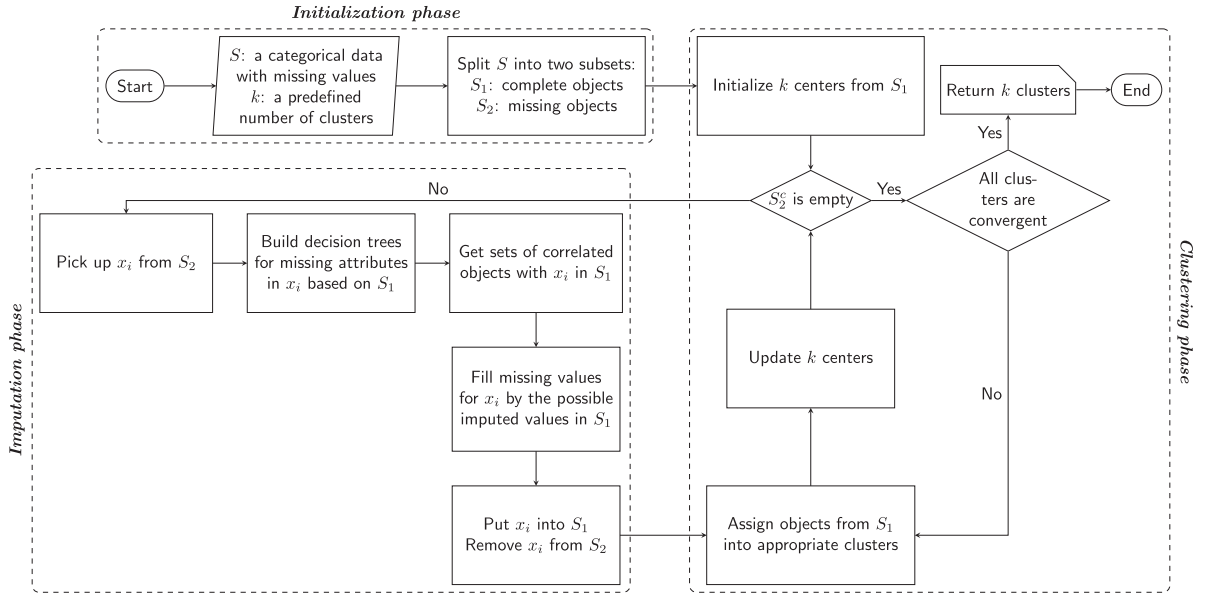 Initialization phase
Start
S: a categorical data
with missing values
k: a predefined
number of clusters
Split S into two subsets:
S₁: complete objects
S₂: missing objects
Initialize k centers from S₁
Return k clusters
End
Yes
All clus-
ters are
convergent
Yes
S₂ᶜ is empty
No
Pick up xᵢ from S₂
Build decision trees
for missing attributes
in xᵢ based on S₁
Get sets of correlated
objects with xᵢ in S₁
Fill missing values
for xᵢ by the possible
imputed values in S₁
Put xᵢ into S₁
Remove xᵢ from S₂
Imputation phase
Update k centers
Assign objects from S₁
into appropriate clusters
No
Clustering phase